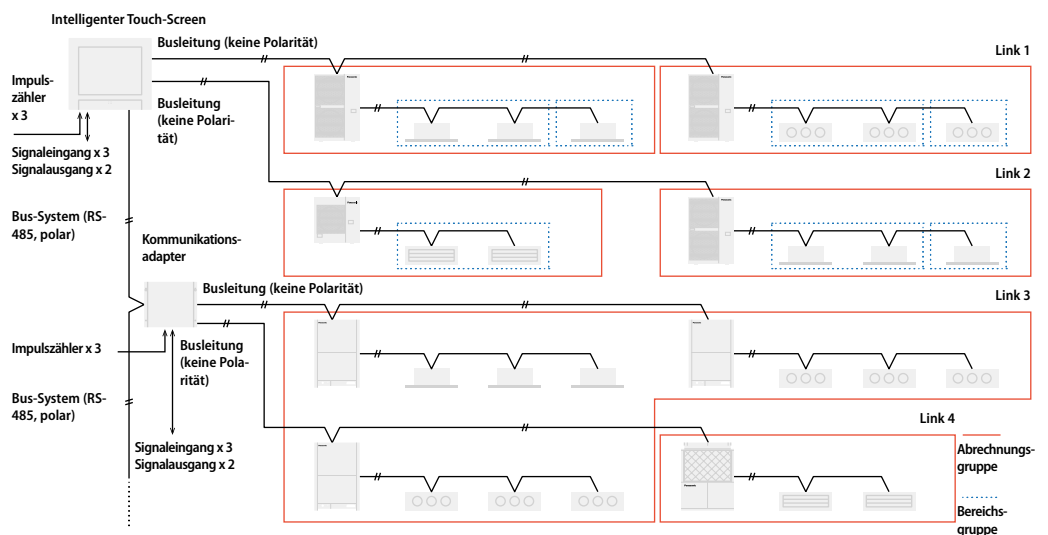 Intelligenter Touch-Screen
Busleitung (keine Polarität)
Link 1
Impuls-
zähler
x 3
Busleitung
(keine Polari-
tät)
Signaleingang x 3
Signalausgang x 2
Link 2
Bus-System (RS-
485, polar)
Kommunikations-
adapter
Busleitung (keine Polarität)
Link 3
Impulszähler x 3
Busleitung
(keine Pola-
rität)
Bus-System (RS-
485, polar)
Link 4
Signaleingang x 3
Signalausgang x 2
Abrechnungs-
gruppe
Bereichs-
gruppe